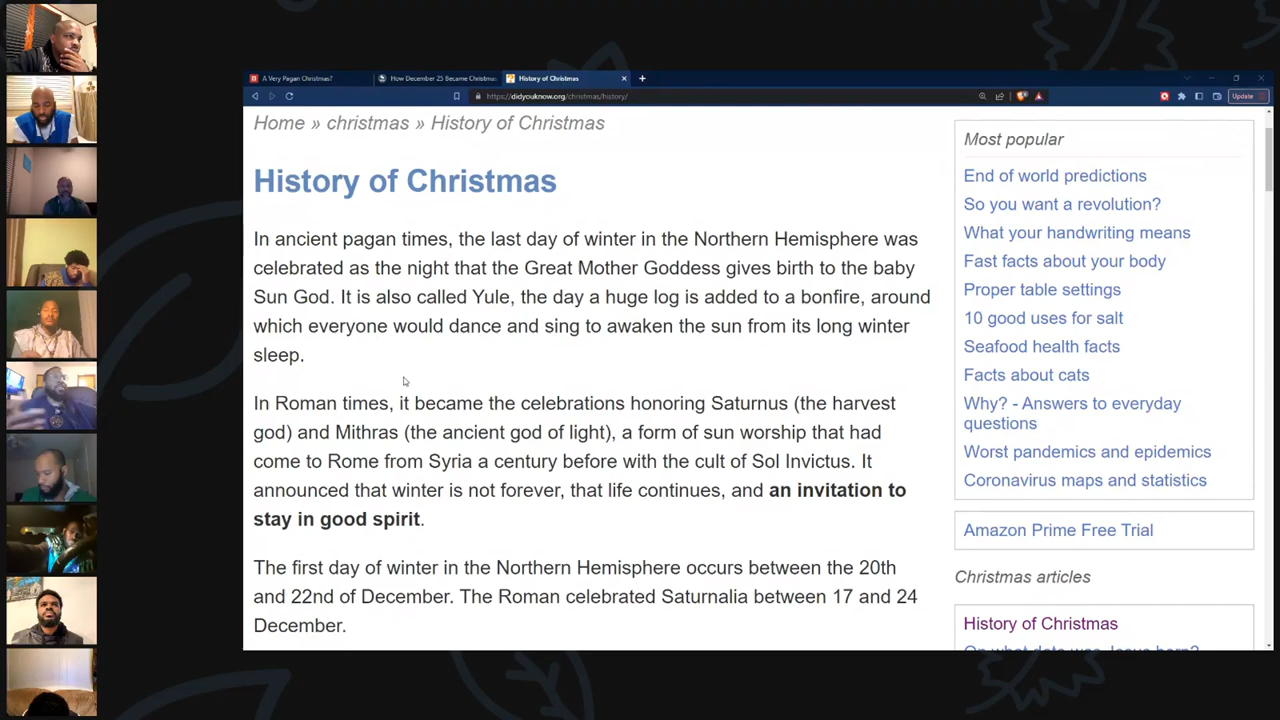 A Very Pagan Christmas?
How December 25 Became Christmas
History of Christmas
https://didyouknow.org/christmas/history/
Update
Home » christmas » History of Christmas
History of Christmas
In ancient pagan times, the last day of winter in the Northern Hemisphere was
celebrated as the night that the Great Mother Goddess gives birth to the baby
Sun God. It is also called Yule, the day a huge log is added to a bonfire, around
which everyone would dance and sing to awaken the sun from its long winter
sleep.
In Roman times, it became the celebrations honoring Saturnus (the harvest
god) and Mithras (the ancient god of light), a form of sun worship that had
come to Rome from Syria a century before with the cult of Sol Invictus. It
announced that winter is not forever, that life continues, and an invitation to
stay in good spirit.
The first day of winter in the Northern Hemisphere occurs between the 20th
and 22nd of December. The Roman celebrated Saturnalia between 17 and 24
December.
Most popular
End of world predictions
So you want a revolution?
What your handwriting means
Fast facts about your body
Proper table settings
10 good uses for salt
Seafood health facts
Facts about cats
Why? - Answers to everyday
questions
Worst pandemics and epidemics
Coronavirus maps and statistics
Amazon Prime Free Trial
Christmas articles
History of Christmas
On what date was Jesus born?